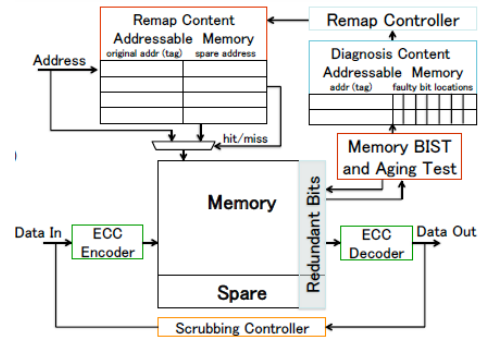 Remap Content
Addressable Memory
original addr (tag) spare address
Remap Controller
Diagnosis Content
Addressable Memory
addr (tag) faulty bit locations
Address
hit/miss
Memory BIST
and Aging Test
Memory
Redundant Bits
Data In
ECC
Encoder
ECC
Decoder
Data Out
Spare
Scrubbing Controller